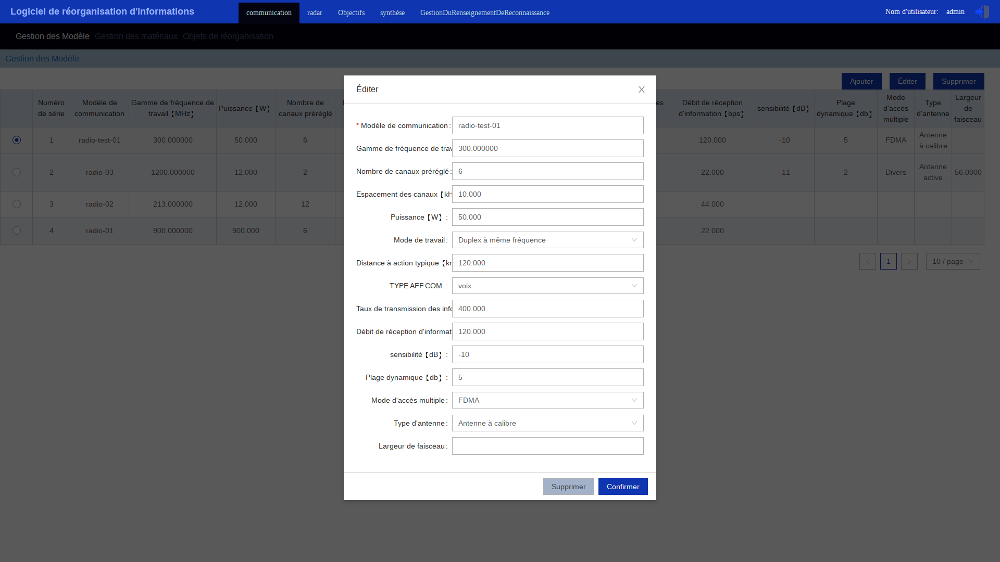 Logiciel de réorganisation d'informations
communication radar Objectifs synthèse GestionDuRenseignementDeReconnaissance
Nom d'utilisateur: admin
Gestion des Modèle Gestion des matériaux Objets de réorganisation
Gestion des Modèle
Ajouter Éditer Supprimer
Numéro de série
Modèle de communication
Gamme de fréquence de travail【MHz】
Puissance【W】
Nombre de canaux préréglé
es
Débit de réception d'information【bps】
sensibilité【dB】
Plage dynamique【db】
Mode d'accès multiple
Type d'antenne
Largeur de faisceau
1 radio-test-01 300.000000 50.000 6 120.000 -10 5 FDMA Antenne à calibre
2 radio-03 1200.000000 12.000 2 22.000 -11 2 Divers Antenne active 56.0000
3 radio-02 213.000000 12.000 12 44.000
4 radio-01 900.000000 900.000 6 22.000
1 10 / page
Éditer
* Modèle de communication: radio-test-01
Gamme de fréquence de trav 300.000000
Nombre de canaux préréglé: 6
Espacement des canaux【kH 10.000
Puissance【W】: 50.000
Mode de travail: Duplex à même fréquence
Distance à action typique【km 120.000
TYPE AFF.COM.: voix
Taux de transmission des info 400.000
Débit de réception d'informat 120.000
sensibilité【dB】: -10
Plage dynamique【db】: 5
Mode d'accès multiple: FDMA
Type d'antenne: Antenne à calibre
Largeur de faisceau:
Supprimer Confirmer